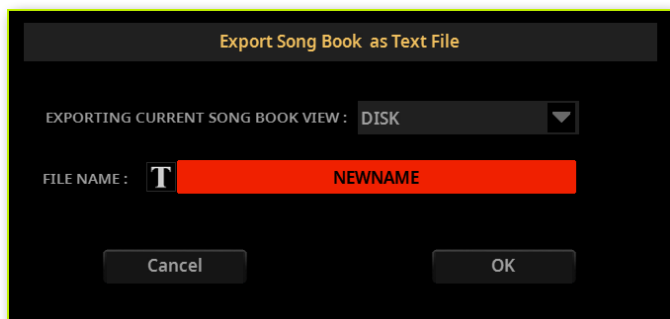 Export Song Book as Text File
EXPORTING CURRENT SONG BOOK VIEW : DISK
FILE NAME : T NEWNAME
Cancel OK